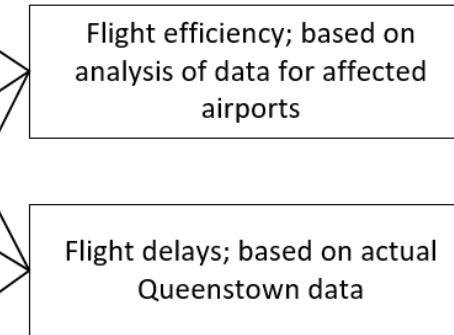 Flight efficiency; based on
analysis of data for affected
airports
Flight delays; based on actual
Queenstown data